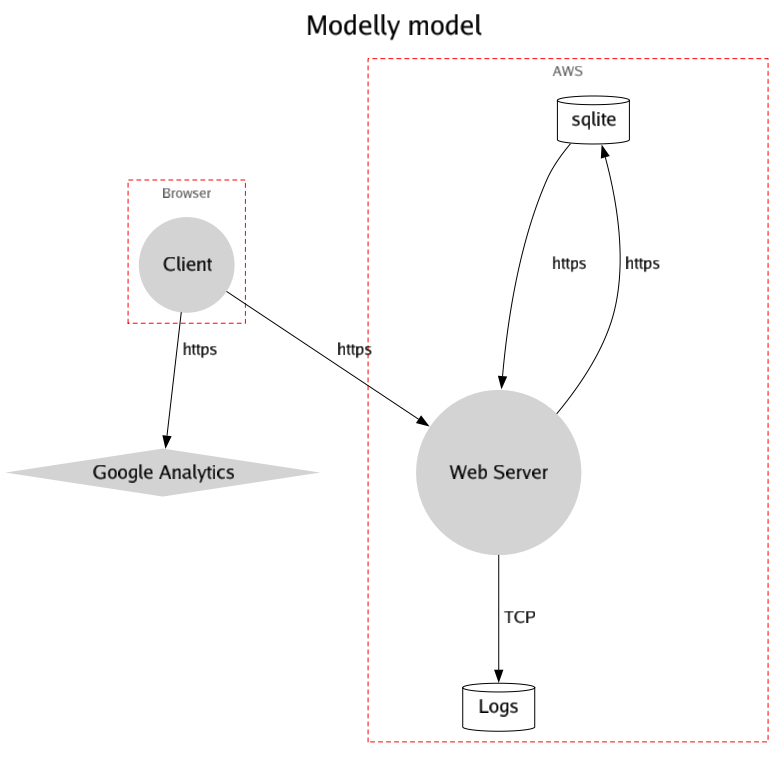 Modelly model
AWS
sqlite
Browser
Client
https
https
https
https
Google Analytics
Web Server
TCP
Logs